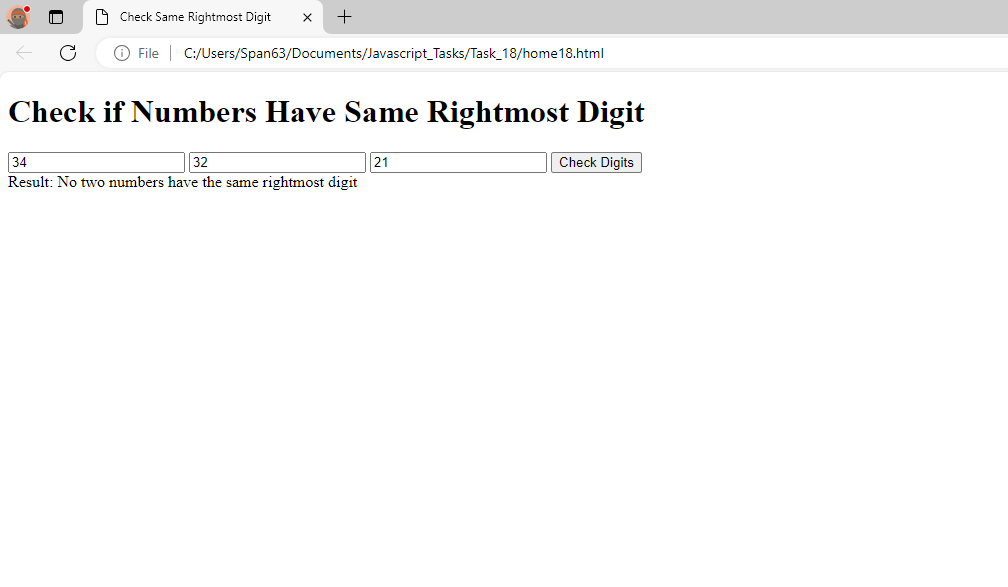 Check Same Rightmost Digit
File C:/Users/Span63/Documents/Javascript_Tasks/Task_18/home18.html
Check if Numbers Have Same Rightmost Digit
34 32 21 Check Digits
Result: No two numbers have the same rightmost digit